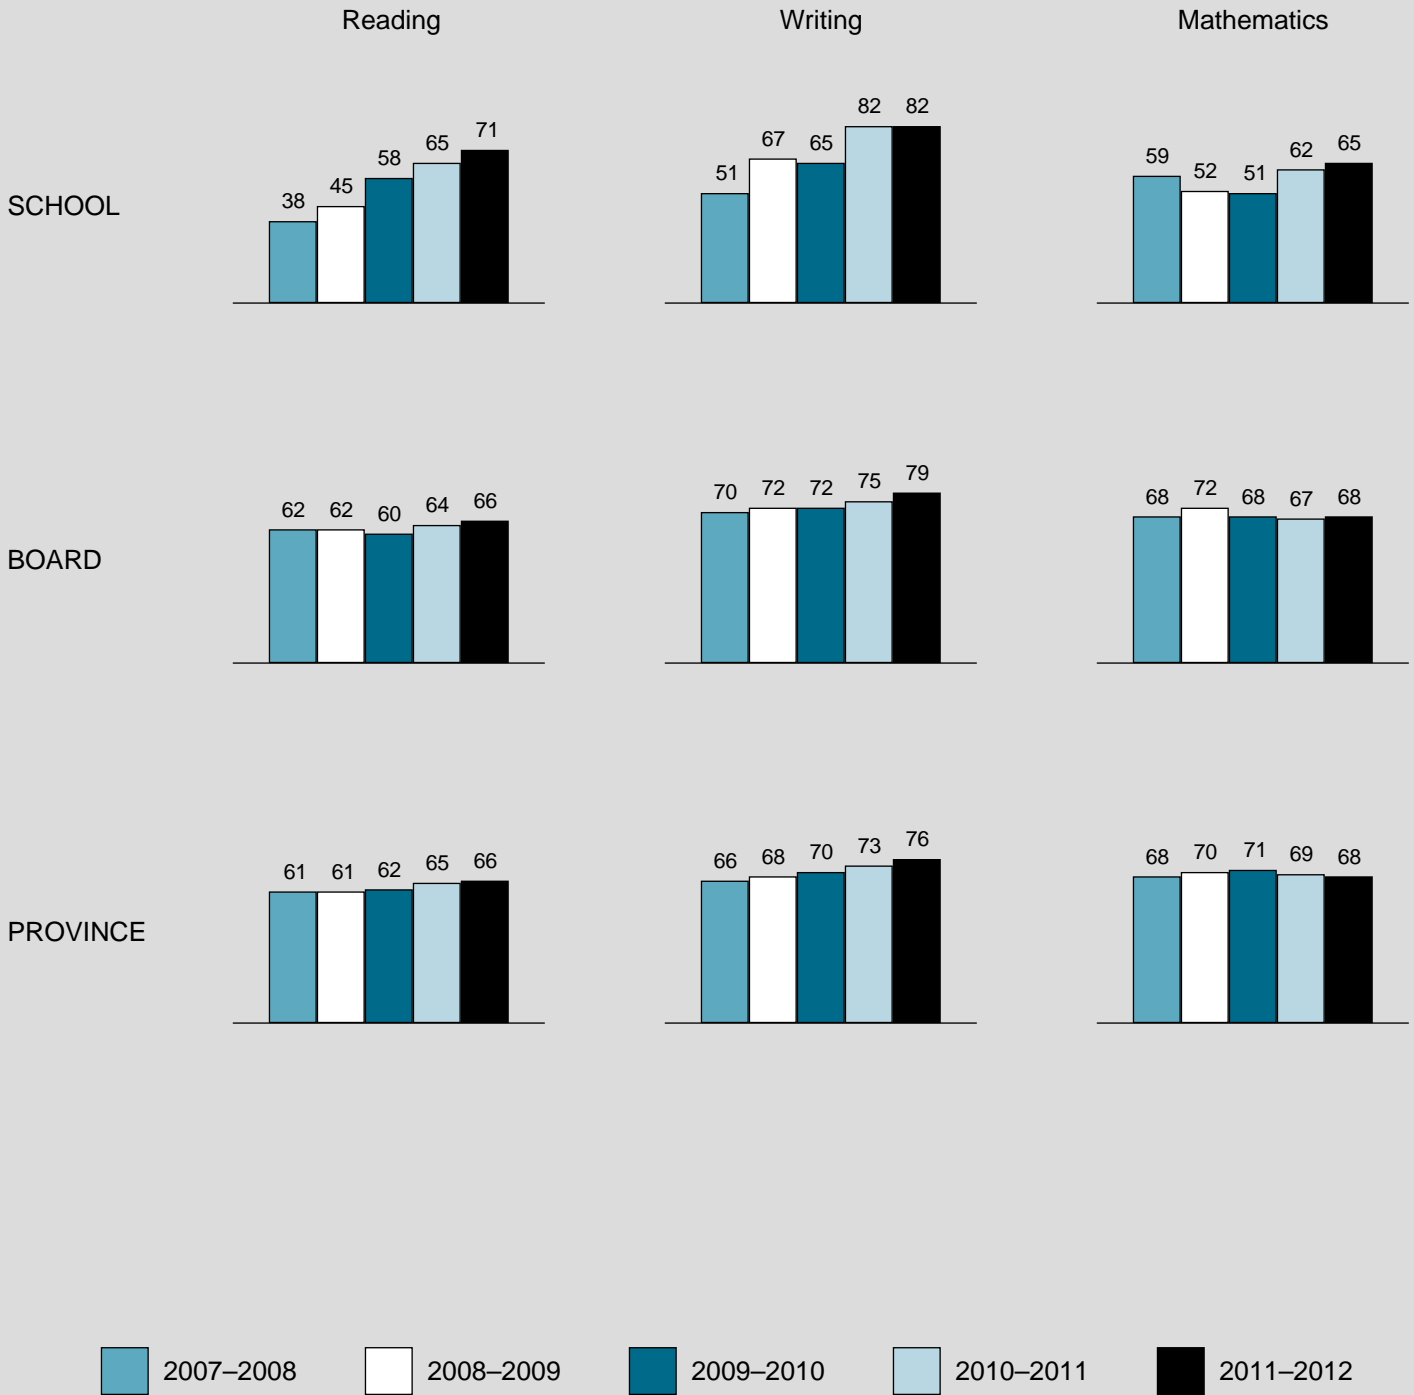 Reading Writing Mathematics
SCHOOL
38 45 58 65 71
51 67 65 82 82
59 52 51 62 65
BOARD
62 62 60 64 66
70 72 72 75 79
68 72 68 67 68
PROVINCE
61 61 62 65 66
66 68 70 73 76
68 70 71 69 68
2007–2008 2008–2009 2009–2010 2010–2011 2011–2012